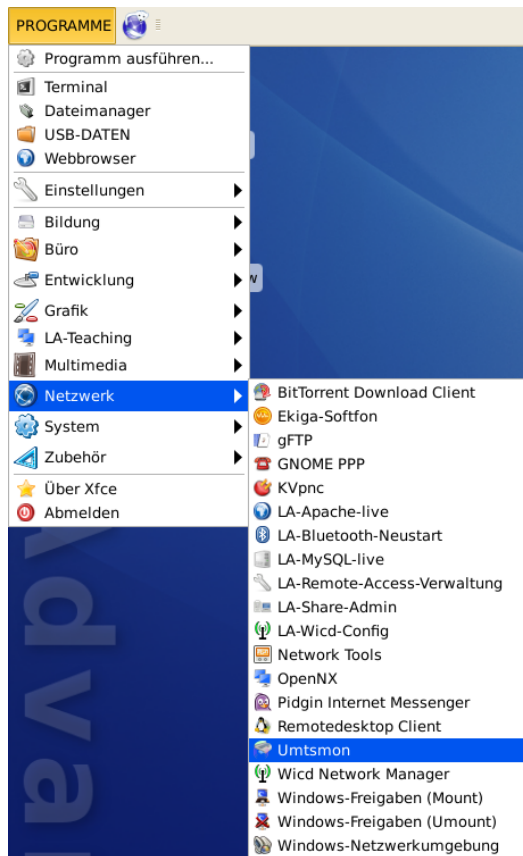 PROGRAMME
Programm ausführen...
Terminal
Dateimanager
USB-DATEN
Webbrowser
Einstellungen
Bildung
Büro
Entwicklung
Grafik
LA-Teaching
Multimedia
Netzwerk
System
Zubehör
Über Xfce
Abmelden
BitTorrent Download Client
Ekiga-Softfon
gFTP
GNOME PPP
KVpnc
LA-Apache-live
LA-Bluetooth-Neustart
LA-MySQL-live
LA-Remote-Access-Verwaltung
LA-Share-Admin
LA-Wicd-Config
Network Tools
OpenNX
Pidgin Internet Messenger
Remotedesktop Client
Umtsmon
Wicd Network Manager
Windows-Freigaben (Mount)
Windows-Freigaben (Umount)
Windows-Netzwerkumgebung